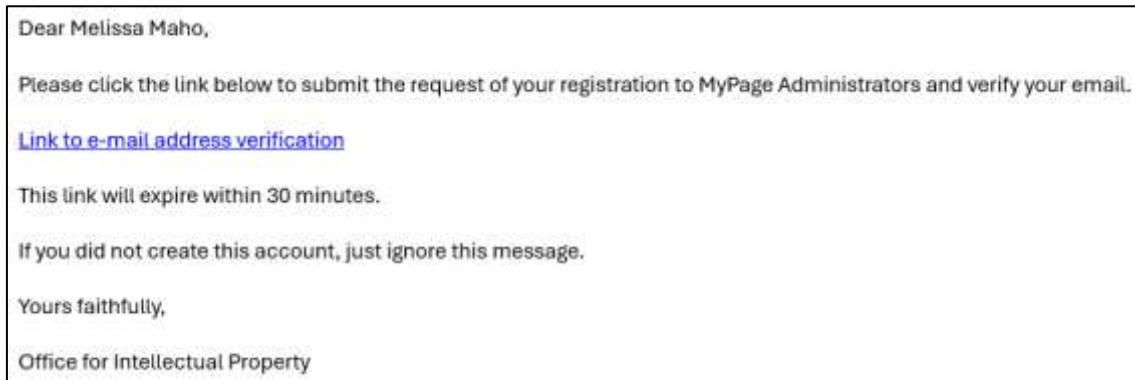 Dear Melissa Maho,
Please click the link below to submit the request of your registration to MyPage Administrators and verify your email.
Link to e-mail address verification
This link will expire within 30 minutes.
If you did not create this account, just ignore this message.
Yours faithfully,
Office for Intellectual Property